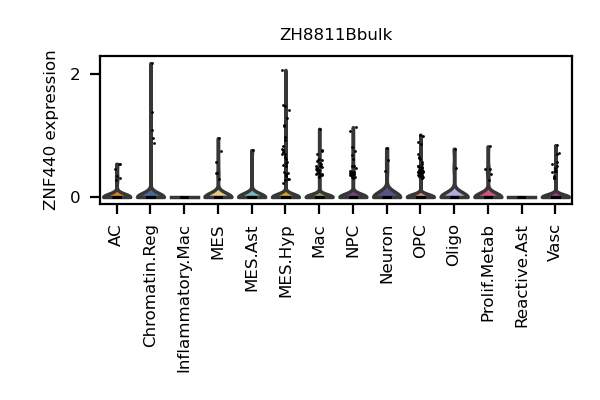 ZH8811Bbulk
ZNF440 expression
2
0
AC
Chromatin.Reg
Inflammatory.Mac
MES
MES.Ast
MES.Hyp
Mac
NPC
Neuron
OPC
Oligo
Prolif.Metab
Reactive.Ast
Vasc